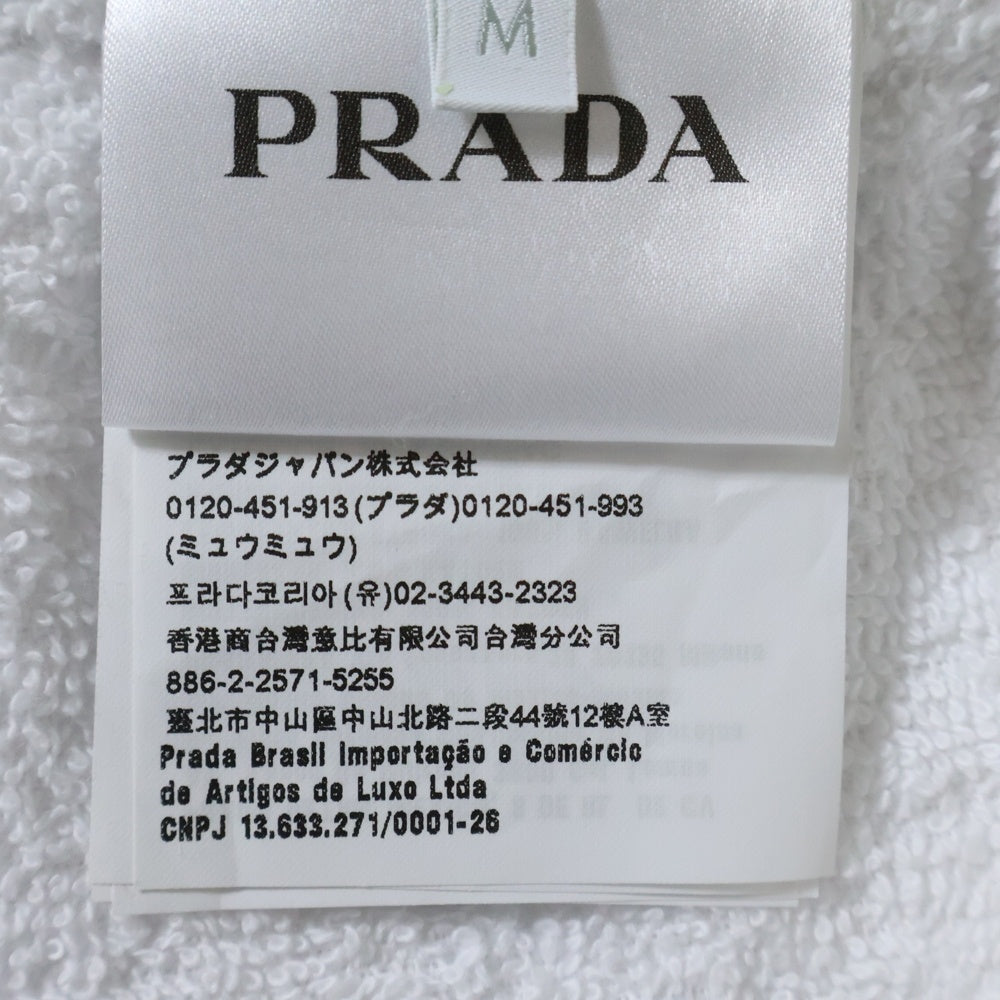 M
PRADA
プラダジャパン株式会社
0120-451-913(プラダ)0120-451-993
(ミュウミュウ)
프라다코리아(유)02-3443-2323
香港商台灣意比有限公司台灣分公司
886-2-2571-5255
臺北市中山區中山北路二段44號12樓A室
Prada Brasil Importação e Comércio
de Artigos de Luxo Ltda
CNPJ 13.633.271/0001-26